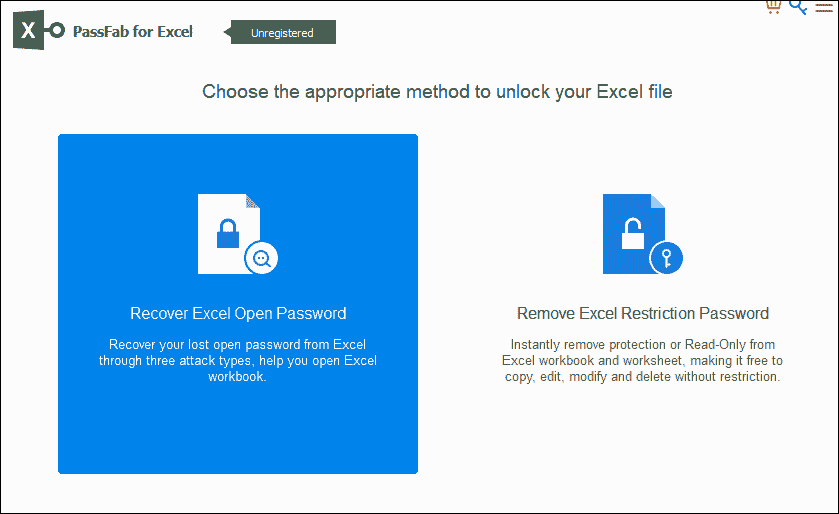 X
PassFab for Excel
Unregistered
Choose the appropriate method to unlock your Excel file
Recover Excel Open Password
Recover your lost open password from Excel
through three attack types, help you open Excel
workbook.
Remove Excel Restriction Password
Instantly remove protection or Read-Only from
Excel workbook and worksheet, making it free to
copy, edit, modify and delete without restriction.